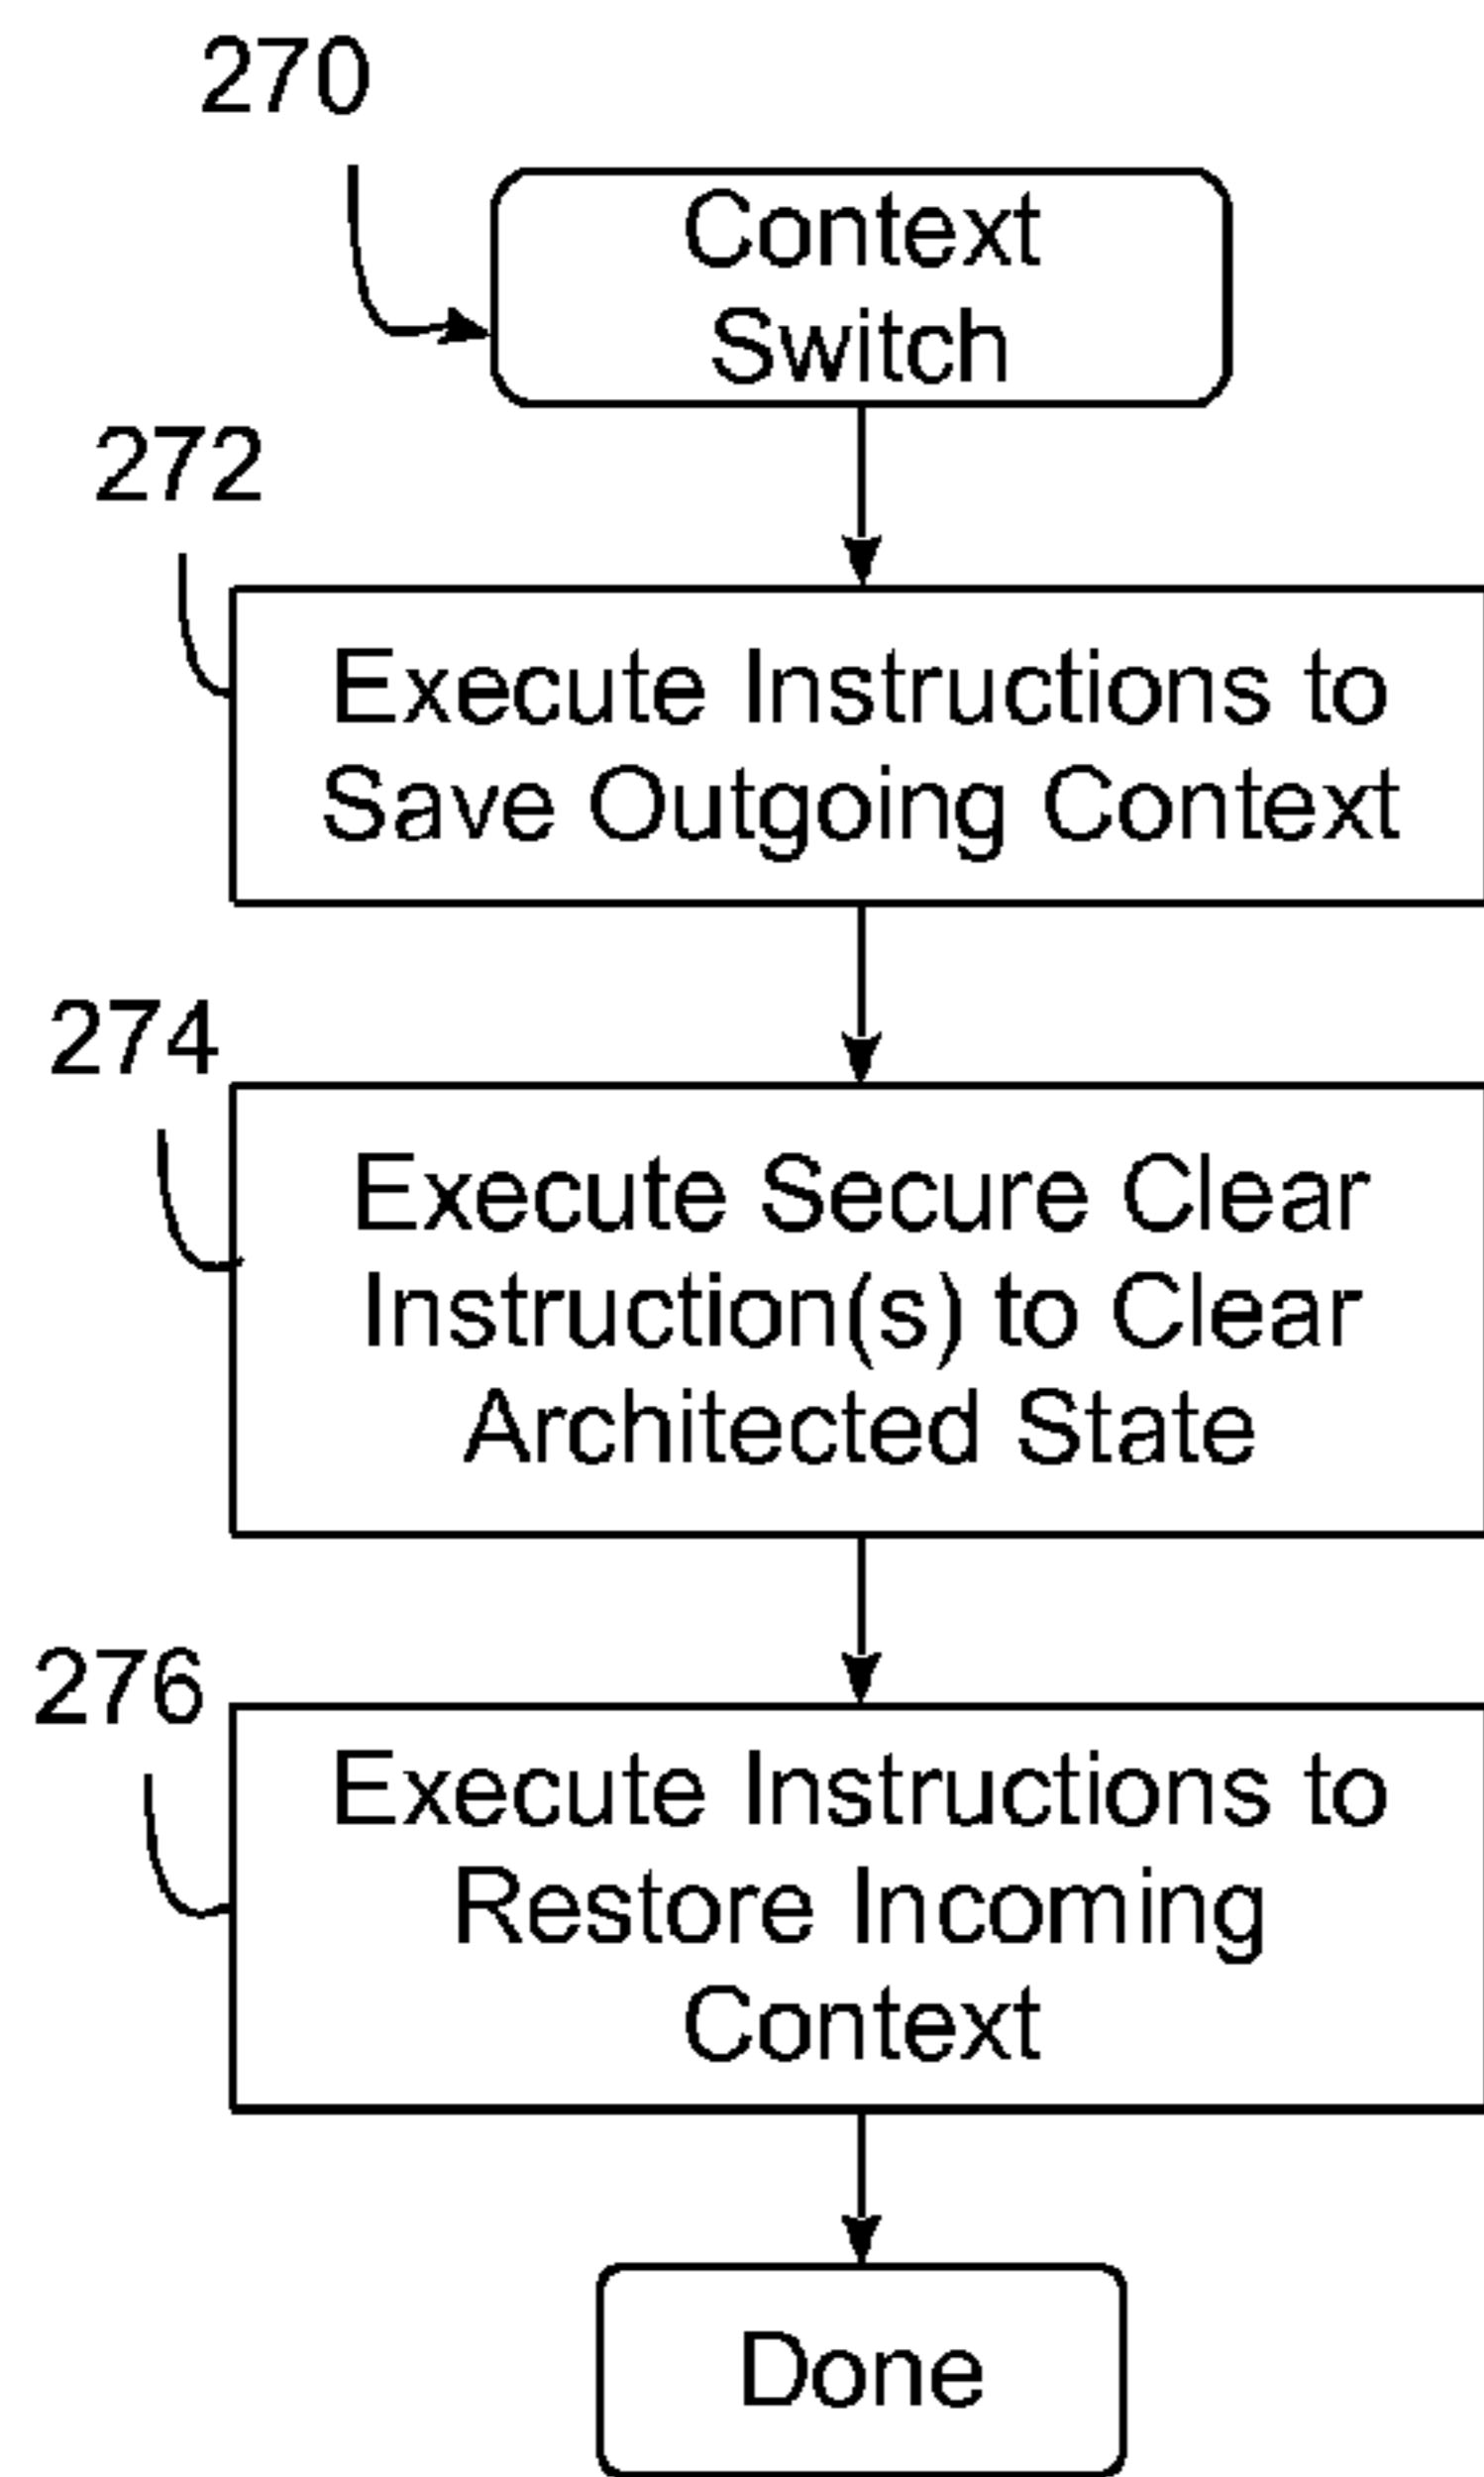 270
Context
Switch
272
Execute Instructions to
Save Outgoing Context
274
Execute Secure Clear
Instruction(s) to Clear
Architected State
276
Execute Instructions to
Restore Incoming
Context
Done